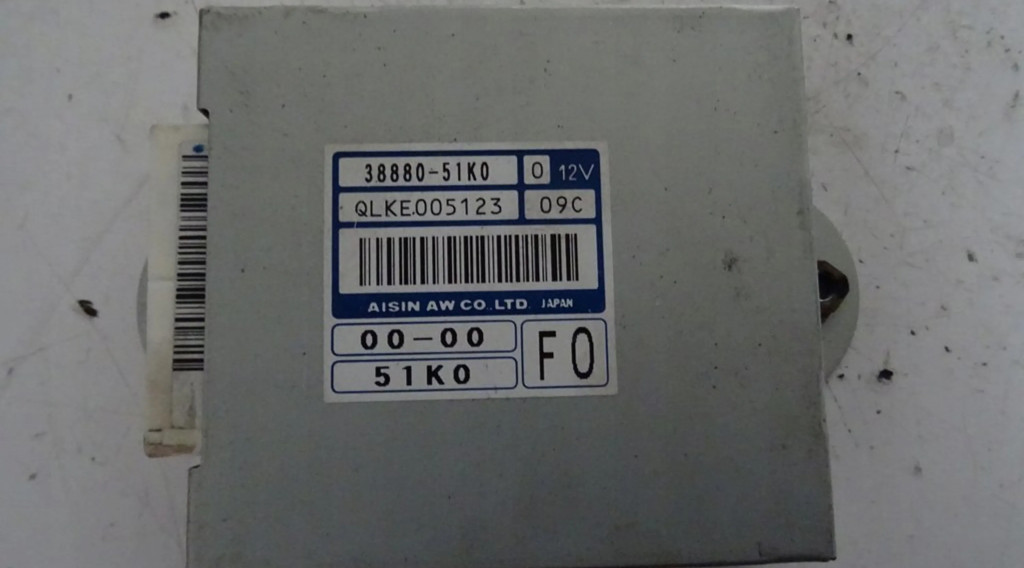 38880-51K0 0 12V
QLKE005123 09C
AISIN AW CO.,LTD. JAPAN
00-00
51K0
F0